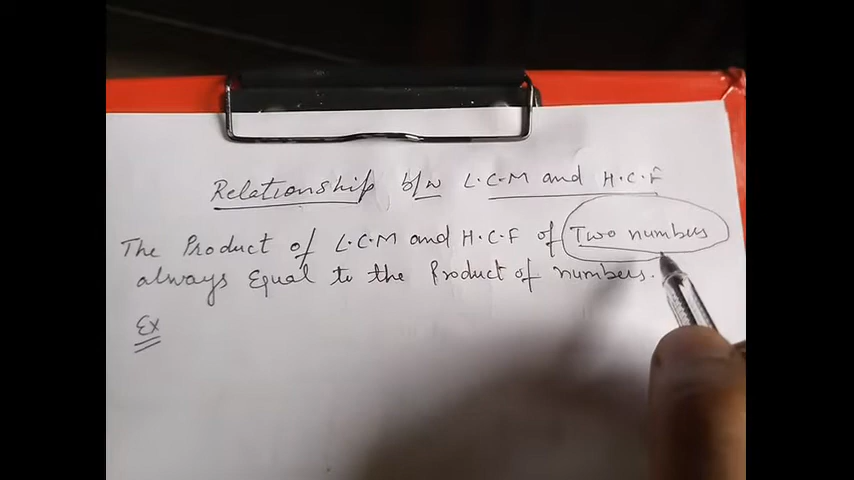 Relationship b/w L.C.M and H.C.F
The Product of L.C.M and H.C.F of Two numbers
always Equal to the Product of numbers.
Ex